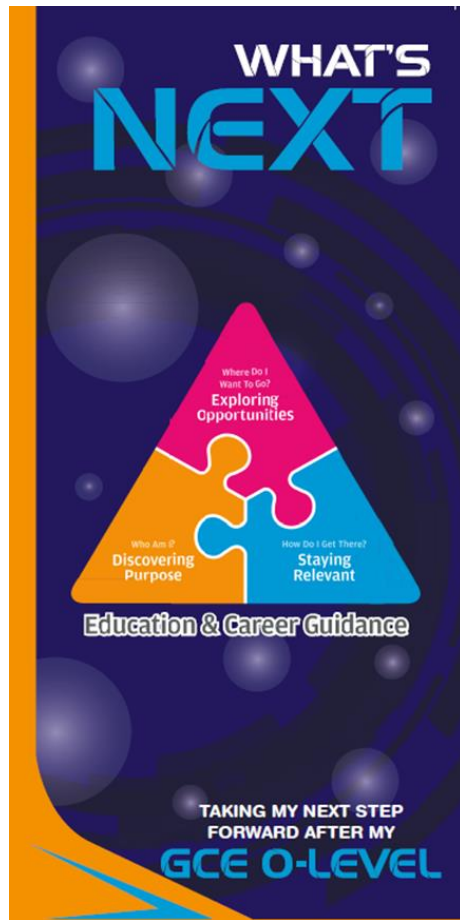 WHAT'S
NEXT
Where Do I
Want To Go?
Exploring
Opportunities
Who Am I?
Discovering
Purpose
How Do I Get There?
Staying
Relevant
Education & Career Guidance
TAKING MY NEXT STEP
FORWARD AFTER MY
GCE O-LEVEL